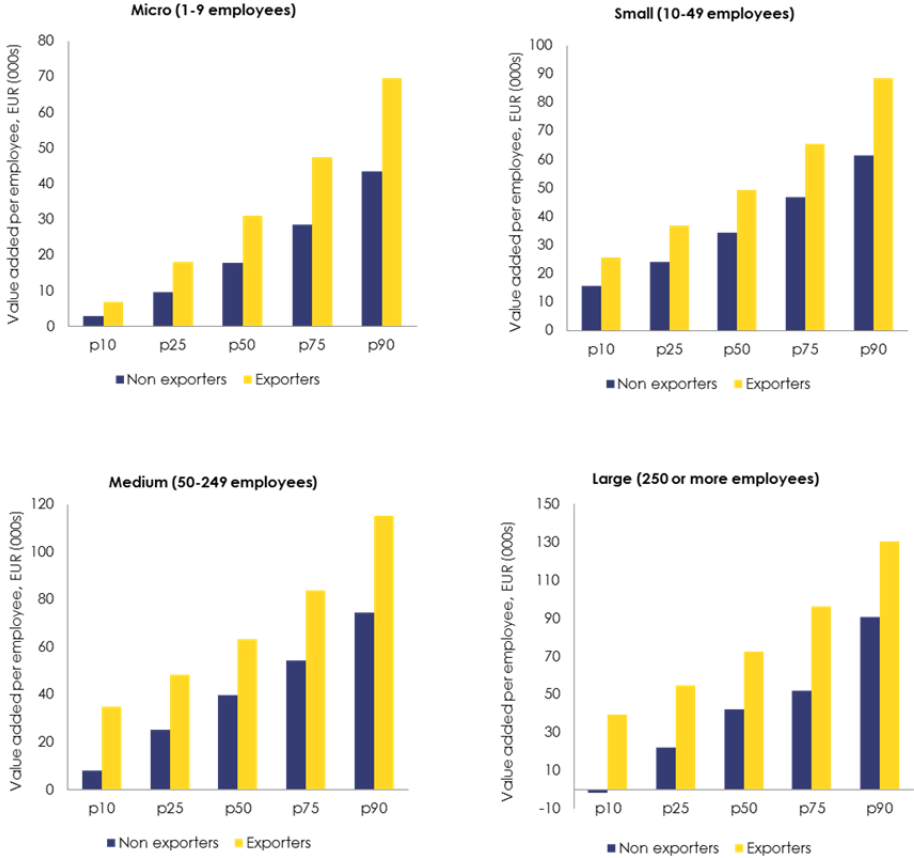 Micro (1-9 employees)
Value added per employee, EUR (000s)
80
70
60
50
40
30
20
10
0
p10 p25 p50 p75 p90
Non exporters Exporters
Small (10-49 employees)
Value added per employee, EUR (000s)
100
90
80
70
60
50
40
30
20
10
0
p10 p25 p50 p75 p90
Non exporters Exporters
Medium (50-249 employees)
Value added per employee, EUR (000s)
120
100
80
60
40
20
0
p10 p25 p50 p75 p90
Non exporters Exporters
Large (250 or more employees)
Value added per employee, EUR (000s)
150
130
110
90
70
50
30
10
-10
p10 p25 p50 p75 p90
Non exporters Exporters